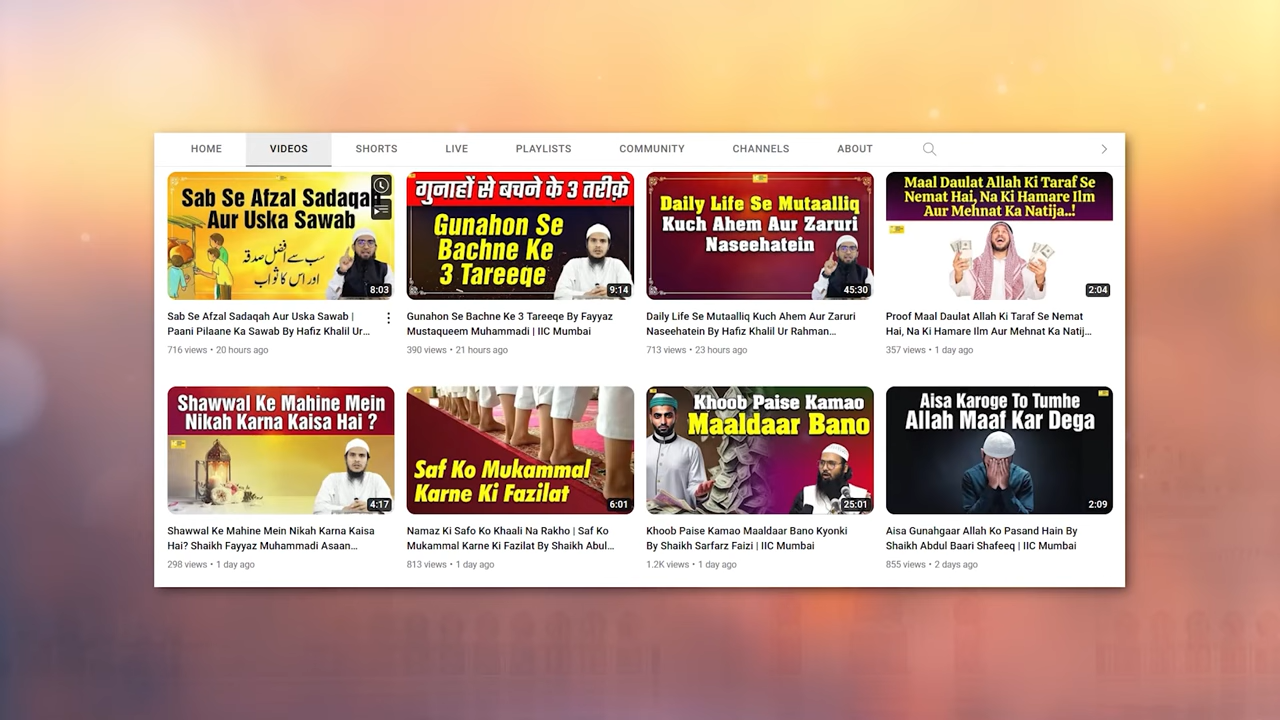 HOME VIDEOS SHORTS LIVE PLAYLISTS COMMUNITY CHANNELS ABOUT
Sab Se Afzal Sadaqah
Aur Uska Sawab
سب سے افضل صدقہ
اور اس کا ثواب
8:03
गुनाहों से बचने के 3 तरीक़े
Gunahon Se
Bachne Ke
3 Tareeqe
9:14
Daily Life Se Mutaalliq
Kuch Ahem Aur Zaruri
Naseehatein
45:30
Maal Daulat Allah Ki Taraf Se
Nemat Hai, Na Ki Hamare Ilm
Aur Mehnat Ka Natija..!
2:04
Sab Se Afzal Sadaqah Aur Uska Sawab |
Paani Pilaane Ka Sawab By Hafiz Khalil Ur...
716 views • 20 hours ago
Gunahon Se Bachne Ke 3 Tareeqe By Fayyaz
Mustaqueem Muhammadi | IIC Mumbai
390 views • 21 hours ago
Daily Life Se Mutaalliq Kuch Ahem Aur Zaruri
Naseehatein By Hafiz Khalil Ur Rahman...
713 views • 23 hours ago
Proof Maal Daulat Allah Ki Taraf Se Nemat
Hai, Na Ki Hamare Ilm Aur Mehnat Ka Natij...
357 views • 1 day ago
Shawwal Ke Mahine Mein
Nikah Karna Kaisa Hai ?
4:17
Saf Ko Mukammal
Karne Ki Fazilat
6:01
Khoob Paise Kamao
Maaldaar Bano
25:01
Aisa Karoge To Tumhe
Allah Maaf Kar Dega
2:09
Shawwal Ke Mahine Mein Nikah Karna Kaisa
Hai? Shaikh Fayyaz Muhammadi Asaan...
298 views • 1 day ago
Namaz Ki Safo Ko Khaali Na Rakho | Saf Ko
Mukammal Karne Ki Fazilat By Shaikh Abul...
813 views • 1 day ago
Khoob Paise Kamao Maaldaar Bano Kyonki
By Shaikh Sarfarz Faizi | IIC Mumbai
1.2K views • 1 day ago
Aisa Gunahgaar Allah Ko Pasand Hain By
Shaikh Abdul Baari Shafeeq | IIC Mumbai
855 views • 2 days ago